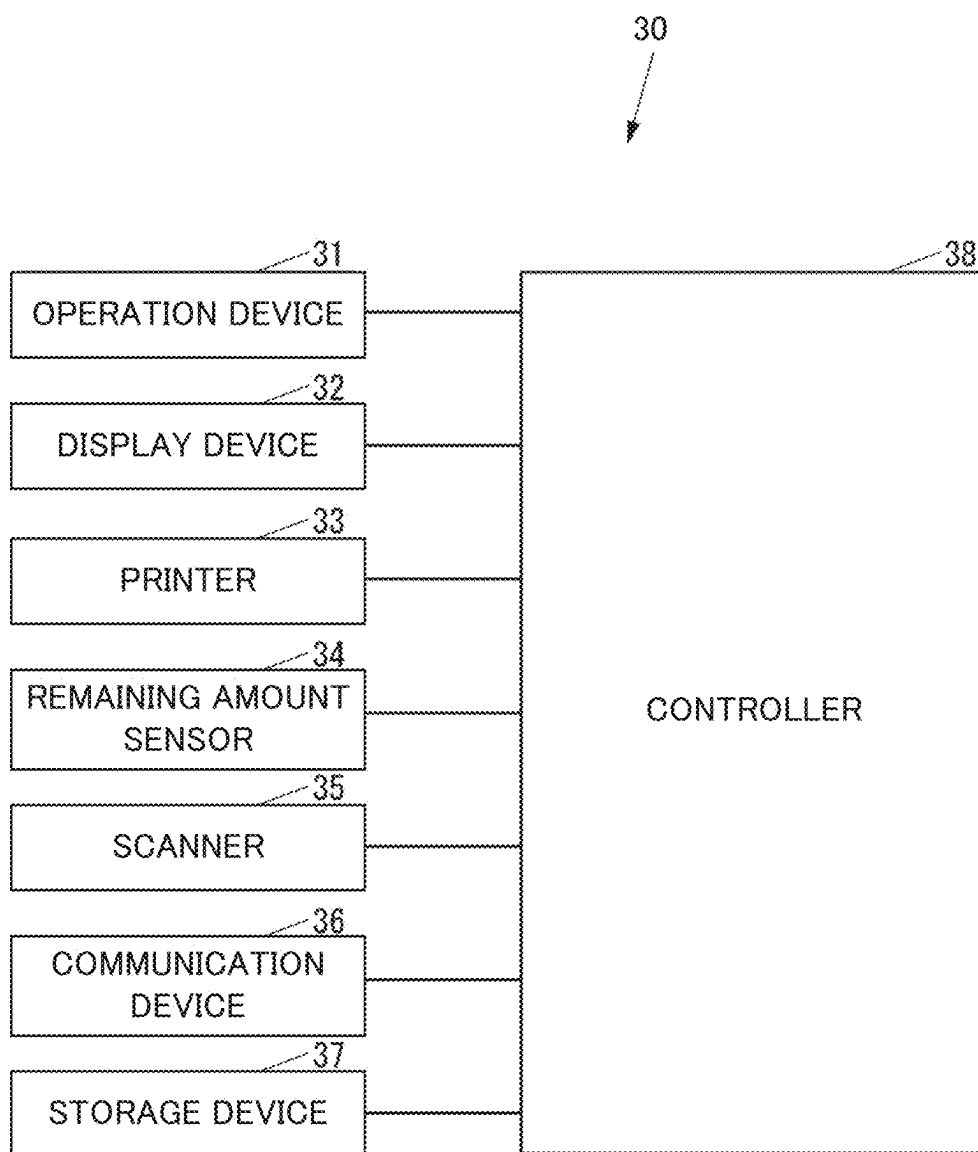 30
31
OPERATION DEVICE
32
DISPLAY DEVICE
33
PRINTER
34
REMAINING AMOUNT
SENSOR
35
SCANNER
36
COMMUNICATION
DEVICE
37
STORAGE DEVICE
38
CONTROLLER